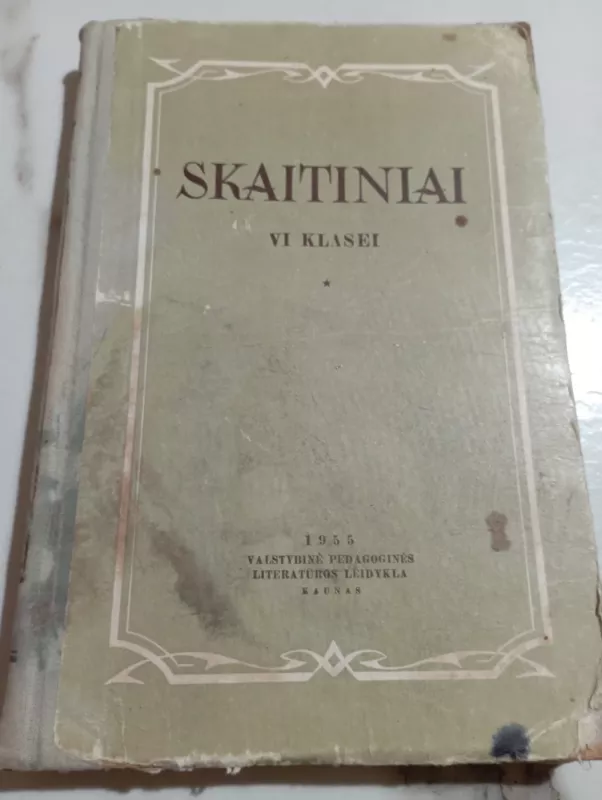 SKAITINIAI
VI KLASEI
1955
VALSTYBINĖ PEDAGOGINĖS
LITERATŪROS LEIDYKLA
KAUNAS